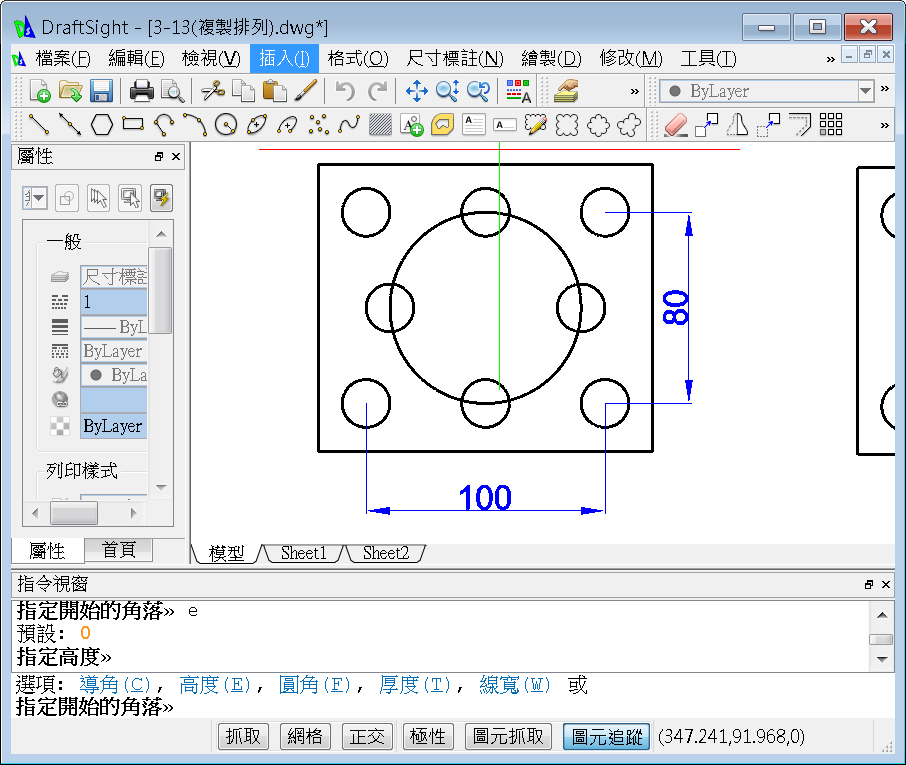 DraftSight - [3-13(複製排列).dwg*]
檔案(F) 編輯(E) 檢視(V) 插入(I) 格式(O) 尺寸標註(N) 繪製(D) 修改(M) 工具(T) »
» ByLayer »
A A A »
屬性
一般
尺寸標註
1
ByL
ByLayer
ByLa
ByLayer
列印樣式
屬性 首頁
80
100
模型 Sheet1 Sheet2
指令視窗
指定開始的角落» e
預設: 0
指定高度»
選項: 導角(C), 高度(E), 圓角(F), 厚度(T), 線寬(W) 或
指定開始的角落»
抓取 網格 正交 極性 圖元抓取 圖元追蹤 (347.241,91.968,0)